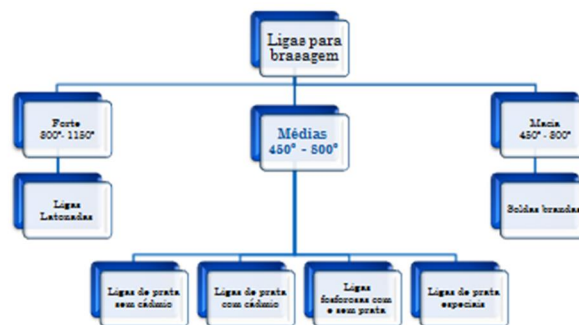 Ligas para
brasagem
Forte
800°- 1150°
Médias
450° - 800°
Macia
450° - 800°
Ligas
Latonadas
Soldas brandas
Ligas de prata
sem cádmio
Ligas de prata
com cádmio
Ligas
fosforosas com
e sem prata
Ligas de prata
especiais